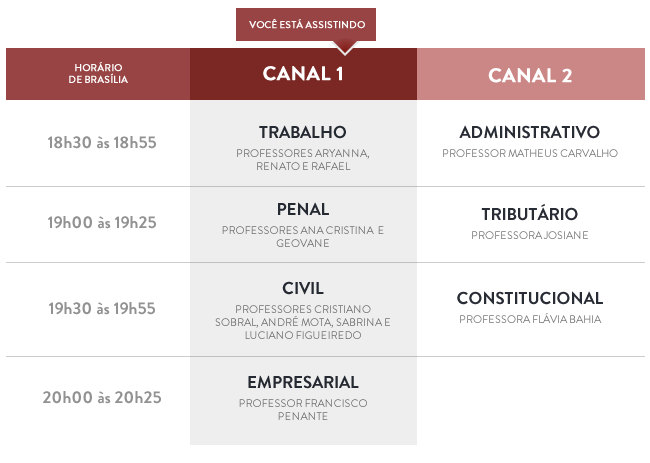 VOCÊ ESTÁ ASSISTINDO
HORÁRIO
DE BRASÍLIA
CANAL 1
CANAL 2
18h30 às 18h55
TRABALHO
PROFESSORES ARYANNA,
RENATO E RAFAEL
ADMINISTRATIVO
PROFESSOR MATHEUS CARVALHO
19h00 às 19h25
PENAL
PROFESSORES ANA CRISTINA E
GEOVANE
TRIBUTÁRIO
PROFESSORA JOSIANE
19h30 às 19h55
CIVIL
PROFESSORES CRISTIANO
SOBRAL, ANDRÉ MOTA, SABRINA E
LUCIANO FIGUEIREDO
CONSTITUCIONAL
PROFESSORA FLÁVIA BAHIA
20h00 às 20h25
EMPRESARIAL
PROFESSOR FRANCISCO
PENANTE